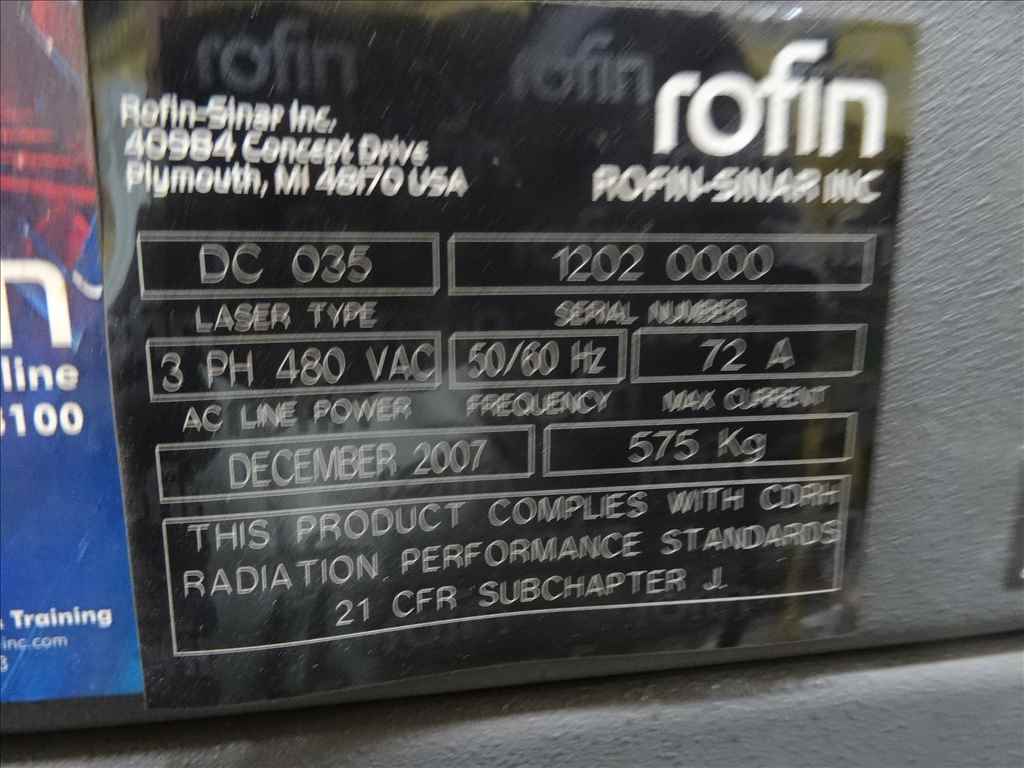 rofin
rofin
rofin
Rofin-Sinar Inc.
40984 Concept Drive
Plymouth, MI 48170 USA
ROFIN-SINAR INC
DC 035
1202 0000
LASER TYPE
SERIAL NUMBER
3 PH 480 VAC
50/60 Hz
72 A
AC LINE POWER
FREQUENCY
MAX CURRENT
DECEMBER 2007
575 Kg
THIS PRODUCT COMPLIES WITH CDRH
RADIATION PERFORMANCE STANDARDS
21 CFR SUBCHAPTER J.
n
line
100
Training
inc.com